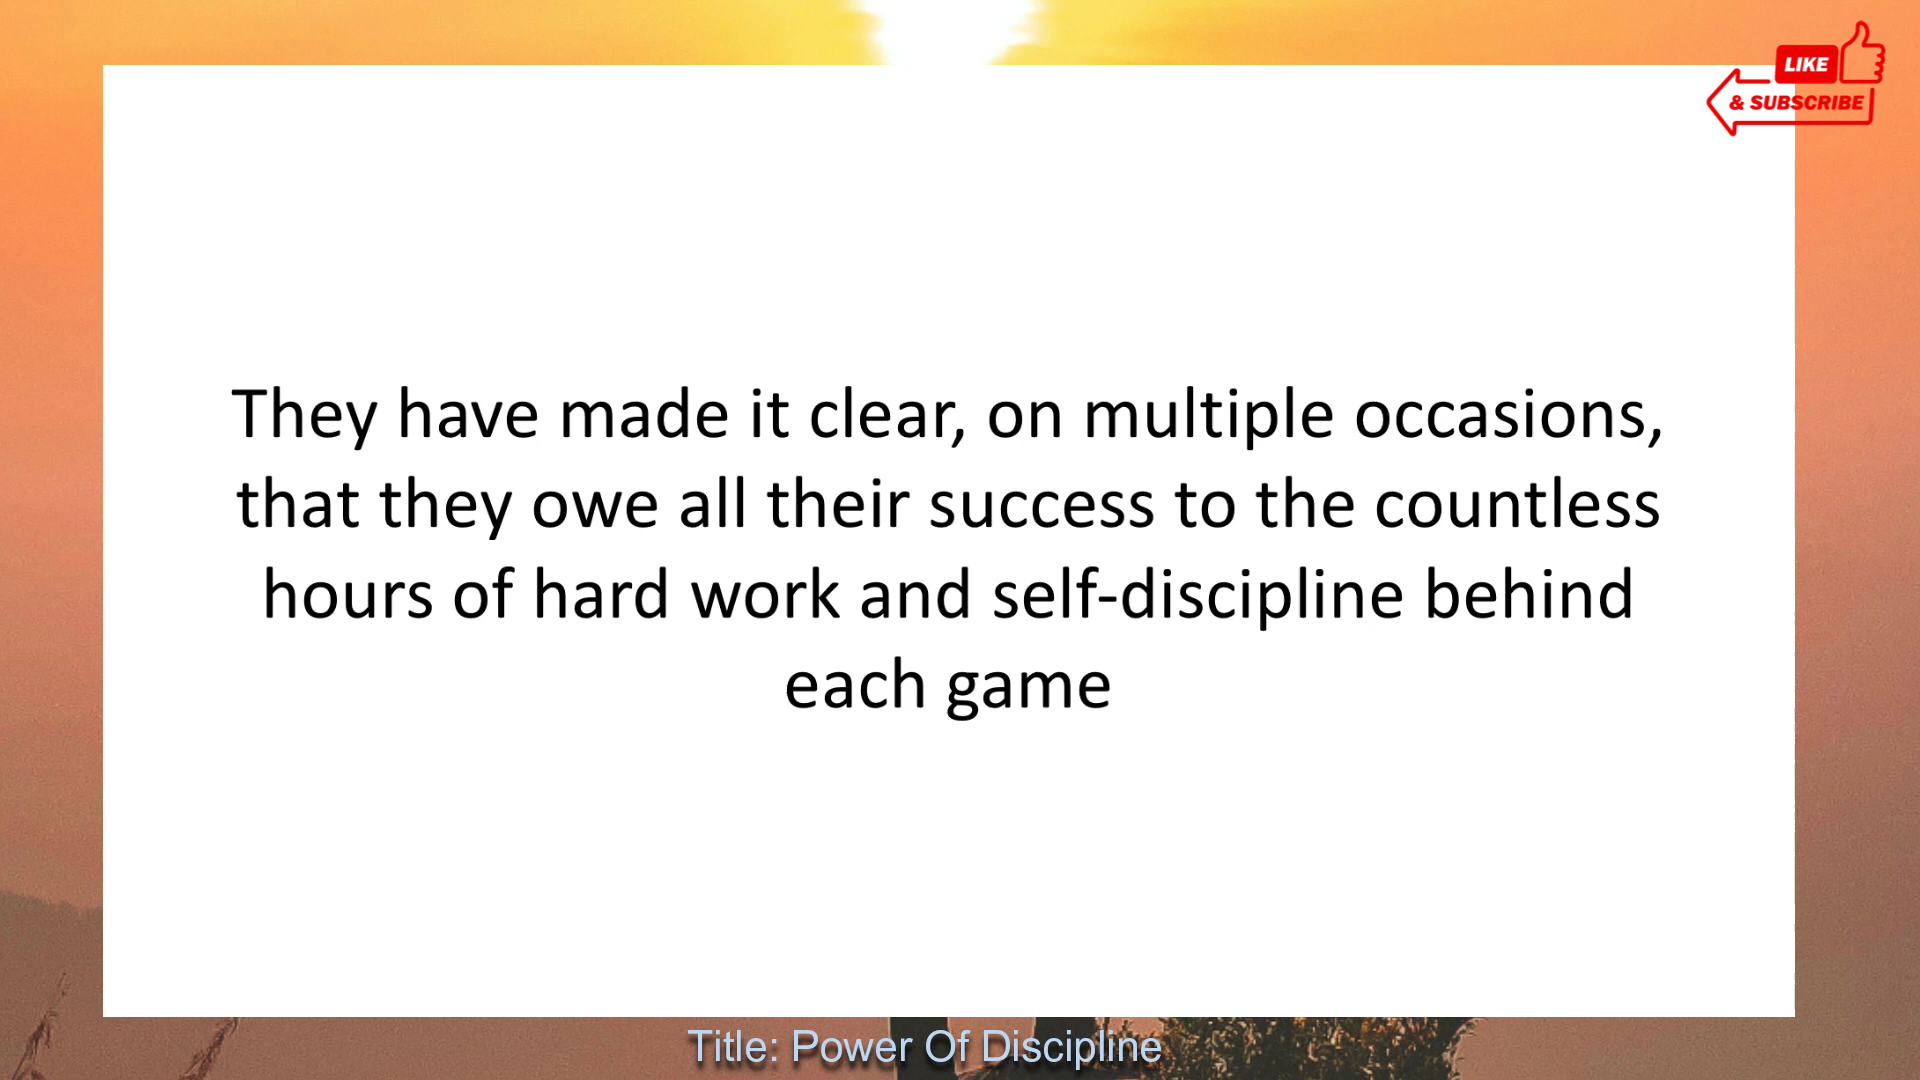 LIKE
& SUBSCRIBE
They have made it clear, on multiple occasions,
that they owe all their success to the countless
hours of hard work and self-discipline behind
each game
Title: Power Of Discipline